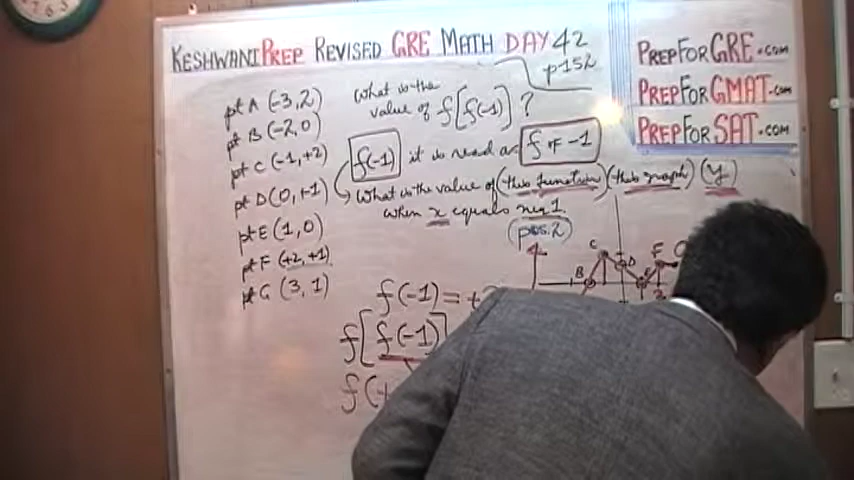 KESHWANIPREP REVISED GRE MATH DAY 42
p152
PREPFORGRE.com
PREPFORGMAT.com
PREPFORSAT.com
pt A (-3, 2)
pt B (-2, 0)
pt C (-1, +2)
pt D (0, +1)
pt E (1, 0)
pt F (+2, +1)
pt G (3, 1)
What is the
value of f[f(-1)] ?
f(-1) it is read as f of -1
What is the value of (this function) (this graph) (y)
when x equals neg 1.
(pos. 2)
C
B D E F
f(-1) = +
f[f(-1)]
f(+